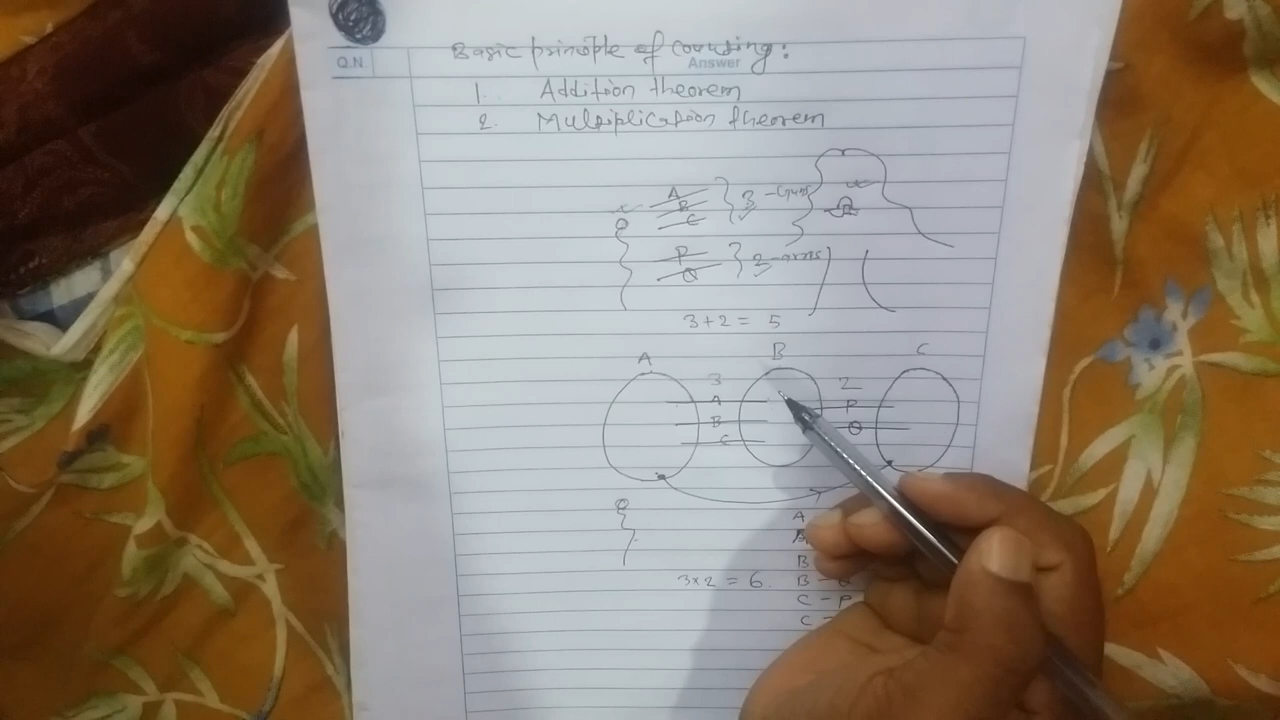 Basic principle of counting:
Q.N.
Answer
1. Addition theorem
2. Multiplication theorem
A
B
C
3
P
Q
3+2 = 5
A B C
3 2
A P
B Q
C
A
B
3×2 = 6. B - Q
C - P
C -